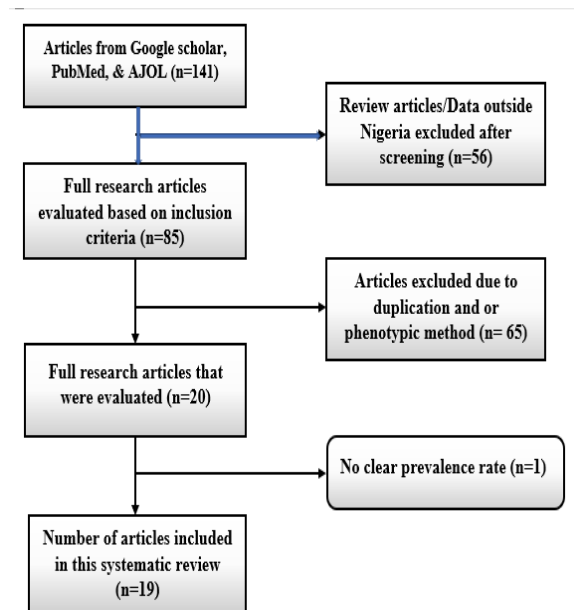 Articles from Google scholar,
PubMed, & AJOL (n=141)
Review articles/Data outside
Nigeria excluded after
screening (n=56)
Full research articles
evaluated based on inclusion
criteria (n=85)
Articles excluded due to
duplication and or
phenotypic method (n= 65)
Full research articles that
were evaluated (n=20)
No clear prevalence rate (n=1)
Number of articles included
in this systematic review
(n=19)